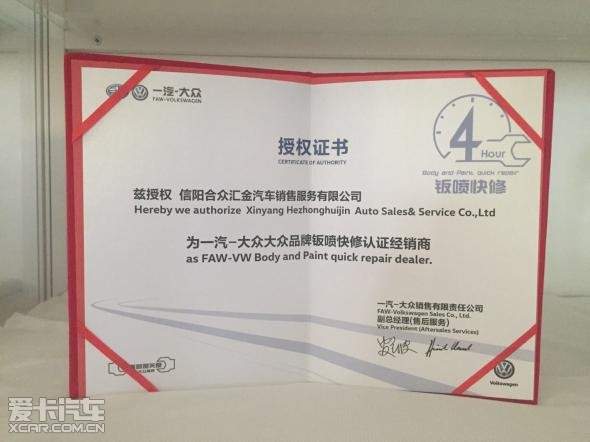 一汽-大众
FAW-VOLKSWAGEN
4
Hour
Body and Paint quick repair
钣喷快修
授权证书
CERTIFICATE OF AUTHORITY
兹授权 信阳合众汇金汽车销售服务有限公司
Hereby we authorize Xinyang Hezhonghuijin Auto Sales& Service Co.,Ltd
为一汽-大众大众品牌钣喷快修认证经销商
as FAW-VW Body and Paint quick repair dealer.
一汽-大众销售有限责任公司
FAW-Volkswagen Sales Co., Ltd.
副总经理(售后服务)
Vice President (Aftersales Services)
Volkswagen
爱卡汽车
XCAR.COM.CN